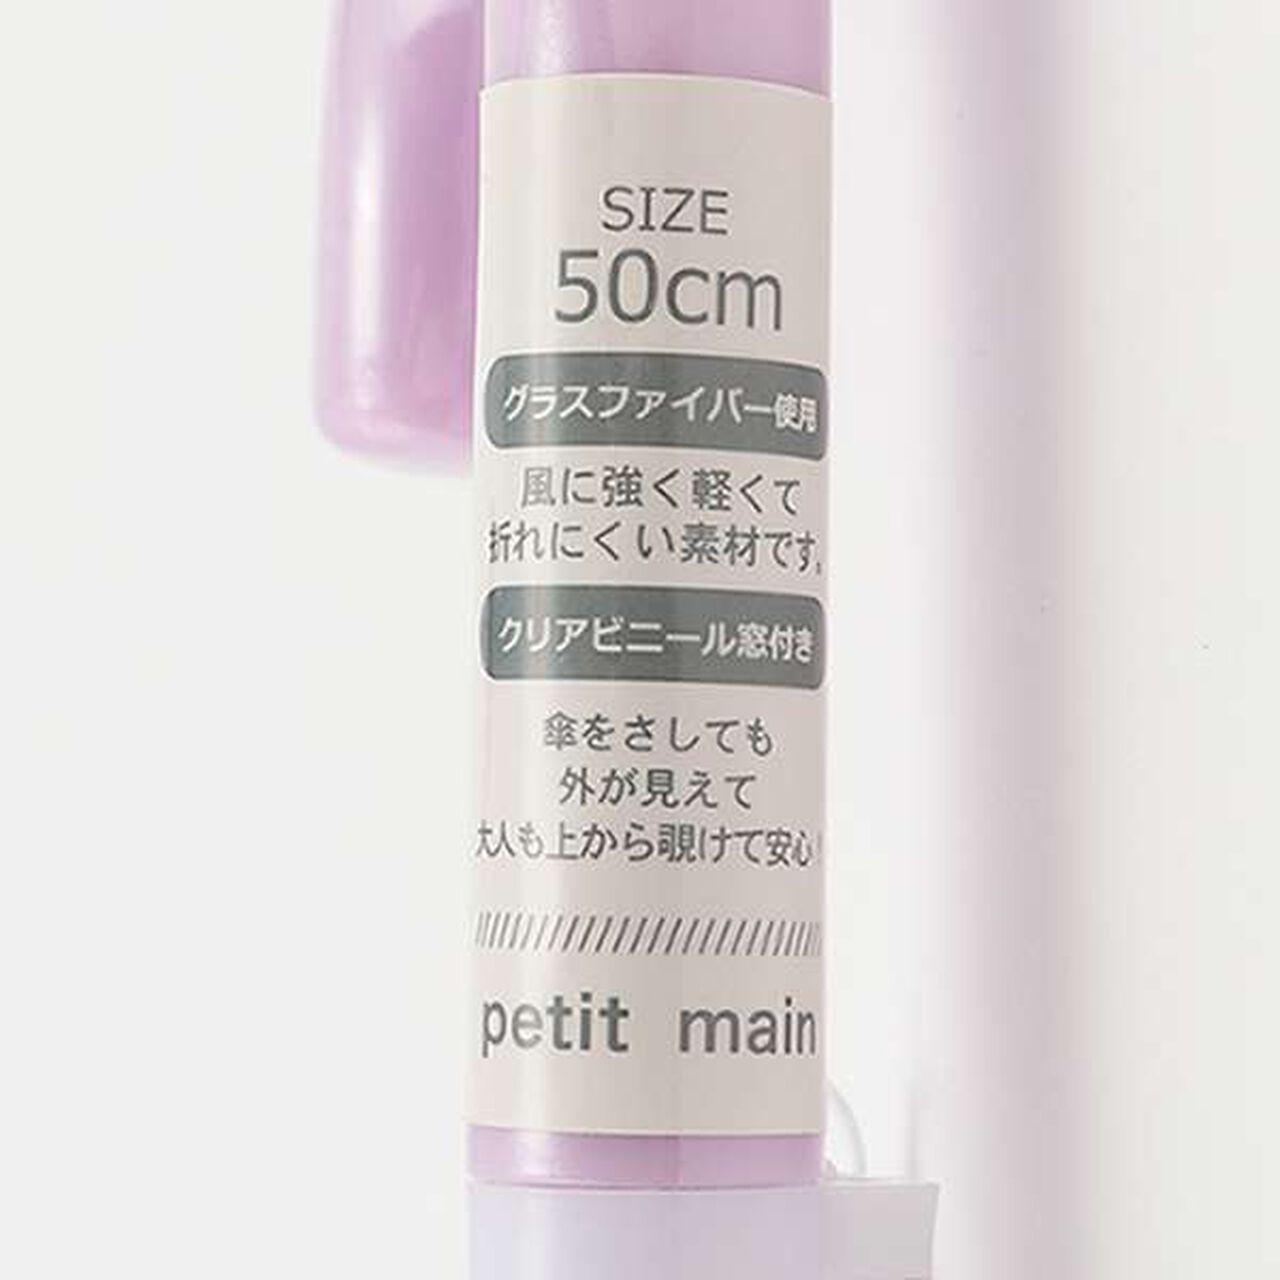 SIZE
50cm
グラスファイバー使用
風に強く軽くて
折れにくい素材です。
クリアビニール窓付き
傘をさしても
外が見えて
大人も上から覗けて安心!
petit main